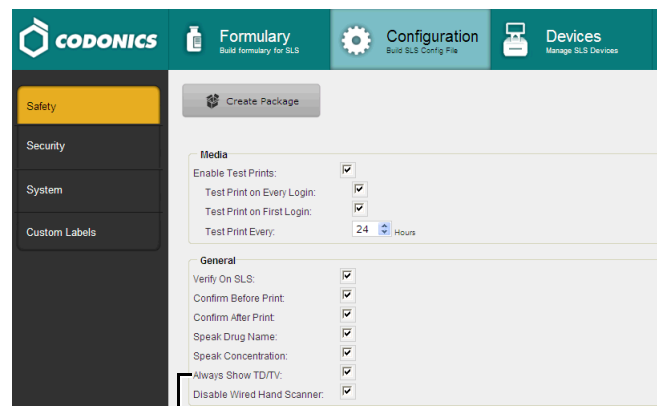 CODONICS
Formulary
Build formulary for SLS
Configuration
Build SLS Config File
Devices
Manage SLS Devices
Safety
Security
System
Custom Labels
Create Package
Media
Enable Test Prints:
Test Print on Every Login:
Test Print on First Login:
Test Print Every: 24 Hours
General
Verify On SLS:
Confirm Before Print:
Confirm After Print:
Speak Drug Name:
Speak Concentration:
Always Show TD/TV:
Disable Wired Hand Scanner: